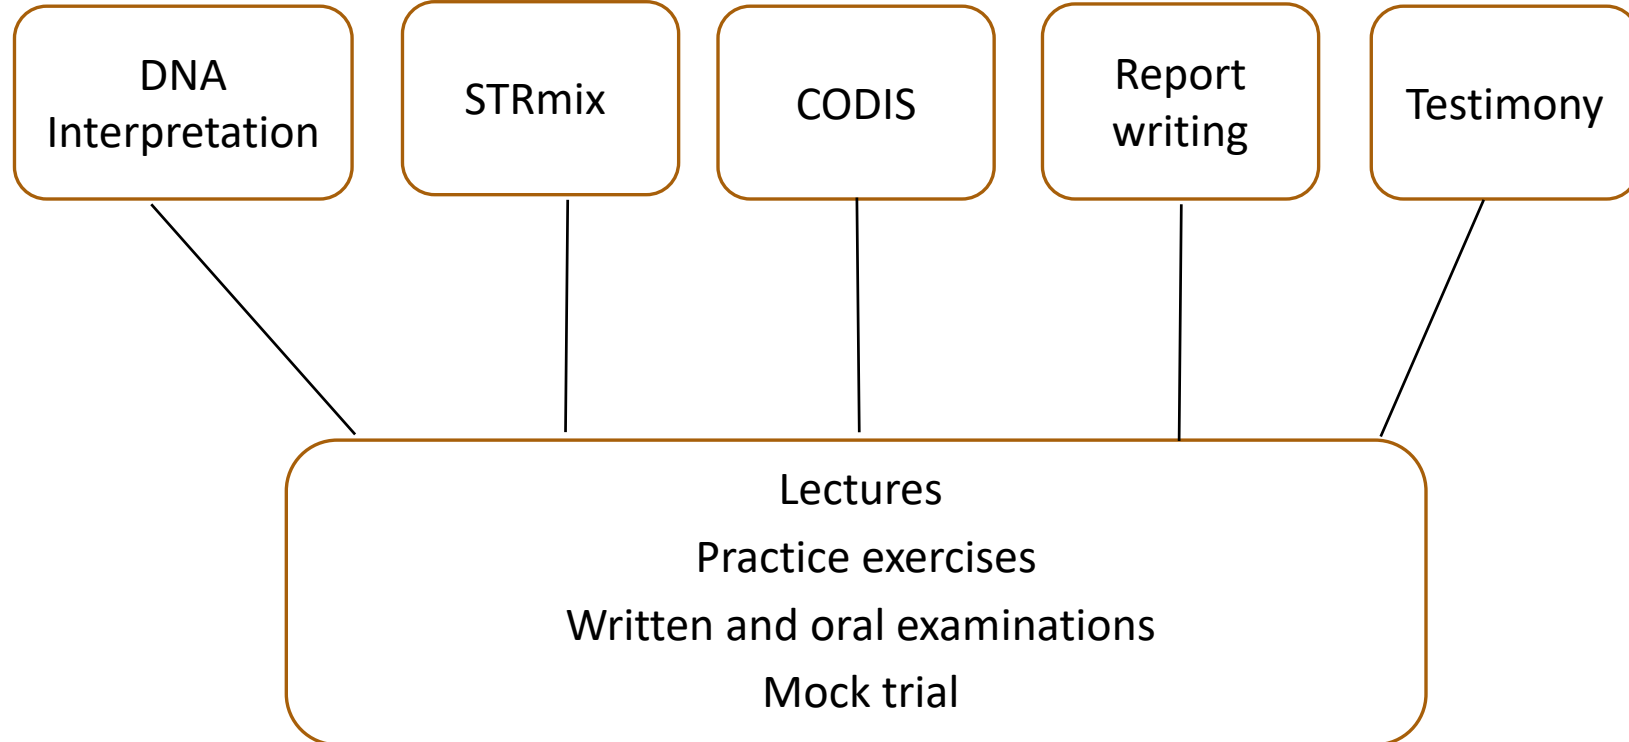 DNA
Interpretation
STRmix
CODIS
Report
writing
Testimony
Lectures
Practice exercises
Written and oral examinations
Mock trial